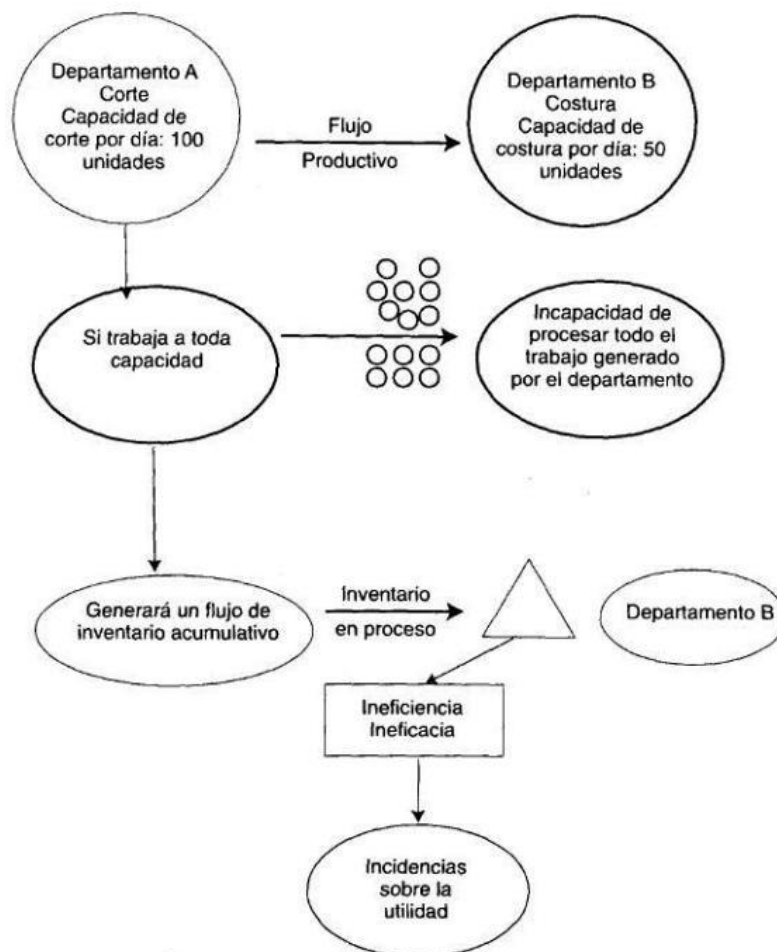 Departamento A
Corte
Capacidad de
corte por día: 100
unidades
Flujo
Productivo
Departamento B
Costura
Capacidad de
costura por día: 50
unidades
Si trabaja a toda
capacidad
Incapacidad de
procesar todo el
trabajo generado
por el departamento
Generará un flujo de
inventario acumulativo
Inventario
en proceso
Departamento B
Ineficiencia
Ineficacia
Incidencias
sobre la
utilidad